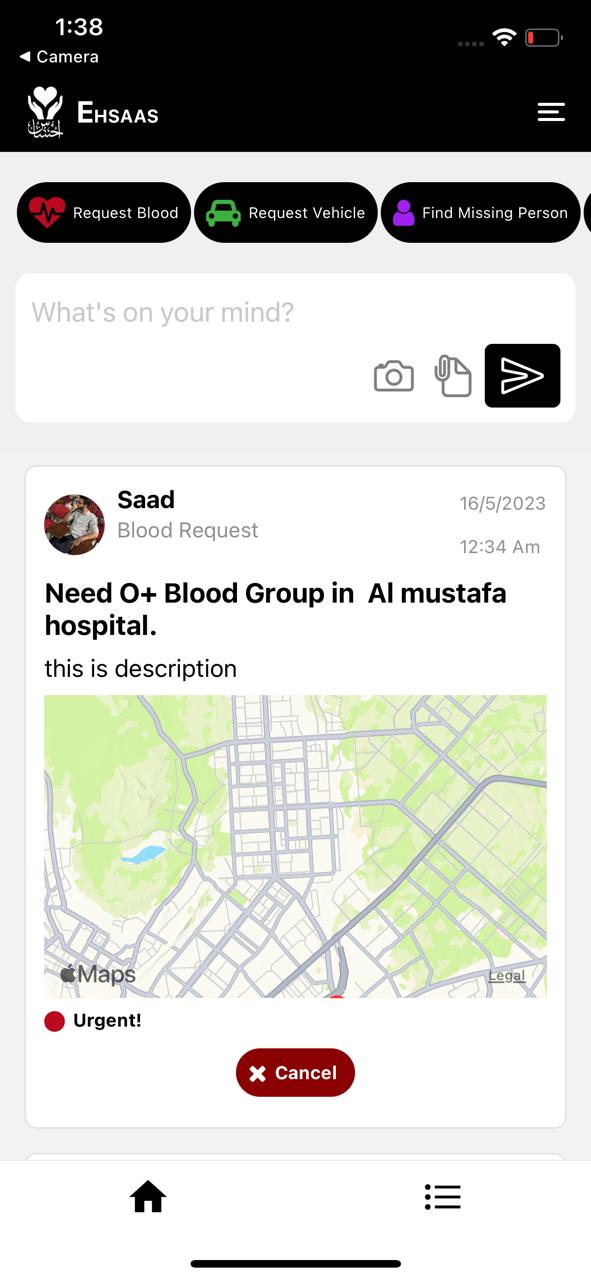 1:38
Camera
احساس
EHSAAS
Request Blood
Request Vehicle
Find Missing Person
What's on your mind?
Saad
16/5/2023
Blood Request
12:34 Am
Need O+ Blood Group in Al mustafa
hospital.
this is description
Maps
Legal
Urgent!
Cancel